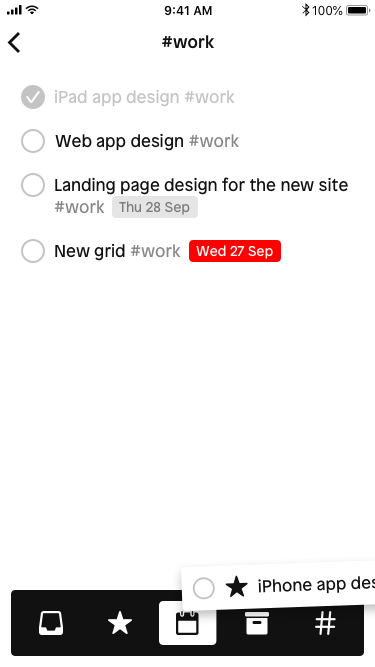 9:41 AM
100%
#work
iPad app design #work
Web app design #work
Landing page design for the new site
#work Thu 28 Sep
New grid #work Wed 27 Sep
iPhone app des
#